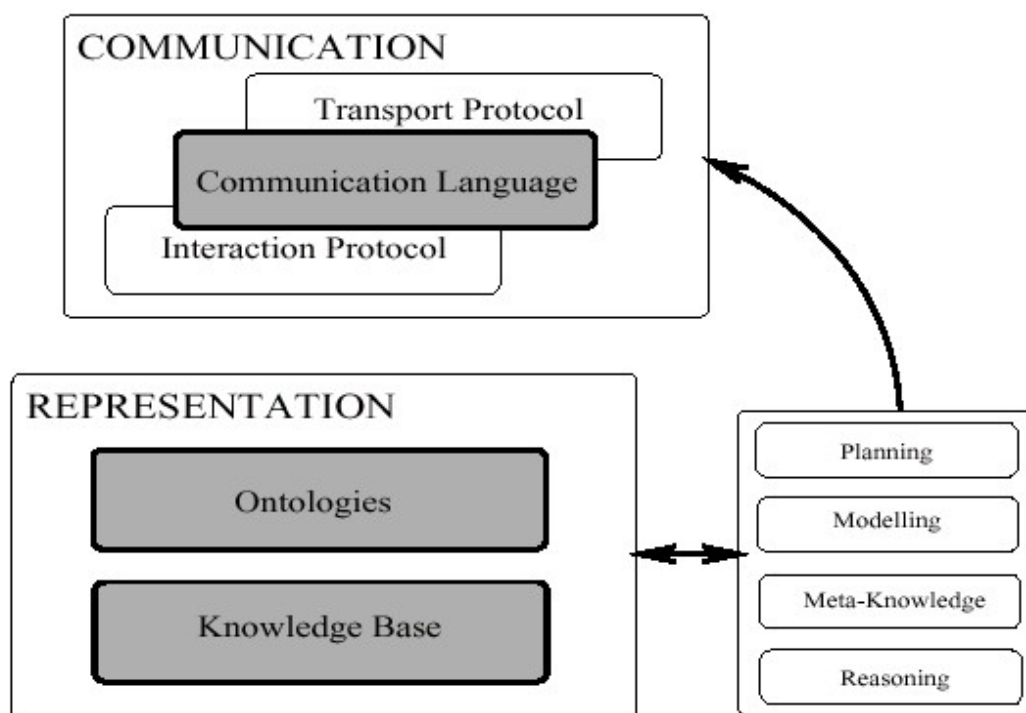 COMMUNICATION
Transport Protocol
Communication Language
Interaction Protocol
REPRESENTATION
Ontologies
Knowledge Base
Planning
Modelling
Meta-Knowledge
Reasoning